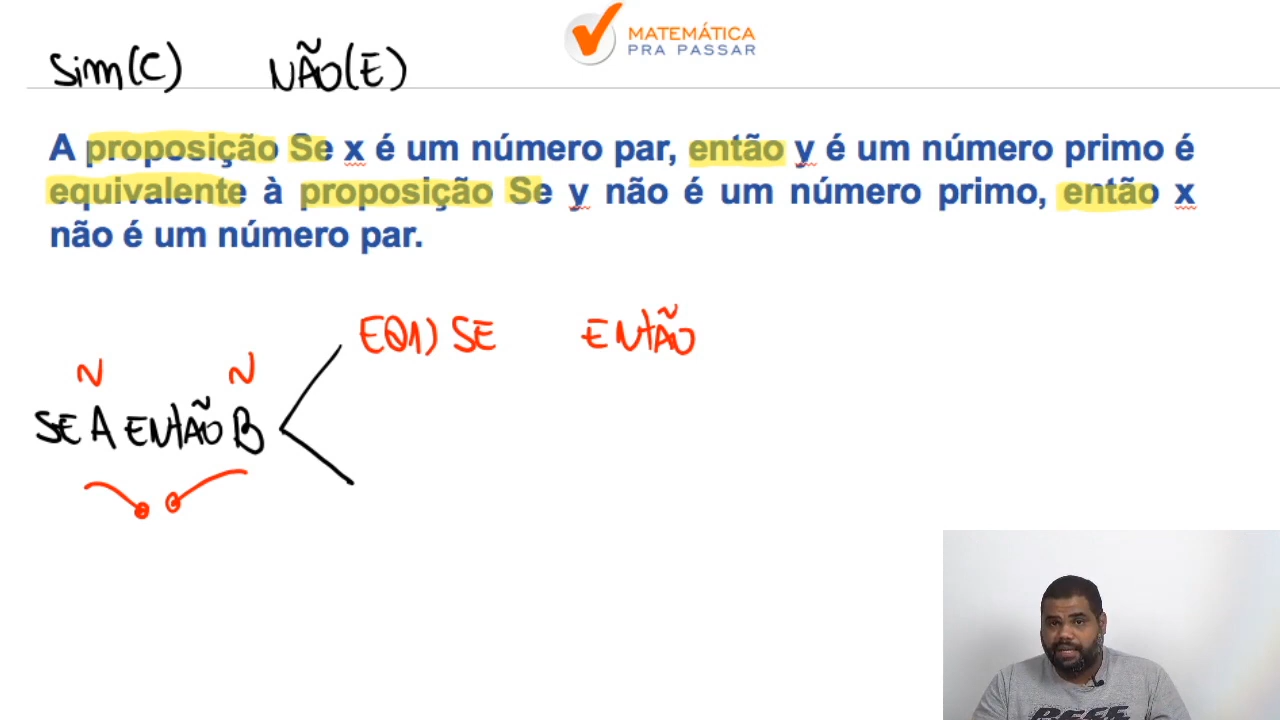 MATEMÁTICA
PRA PASSAR
Sim(C) NÃO(E)
A proposição Se x é um número par, então y é um número primo é
equivalente à proposição Se y não é um número primo, então x
não é um número par.
EQ1) SE ENTÃO
~ ~
SE A ENTÃO B